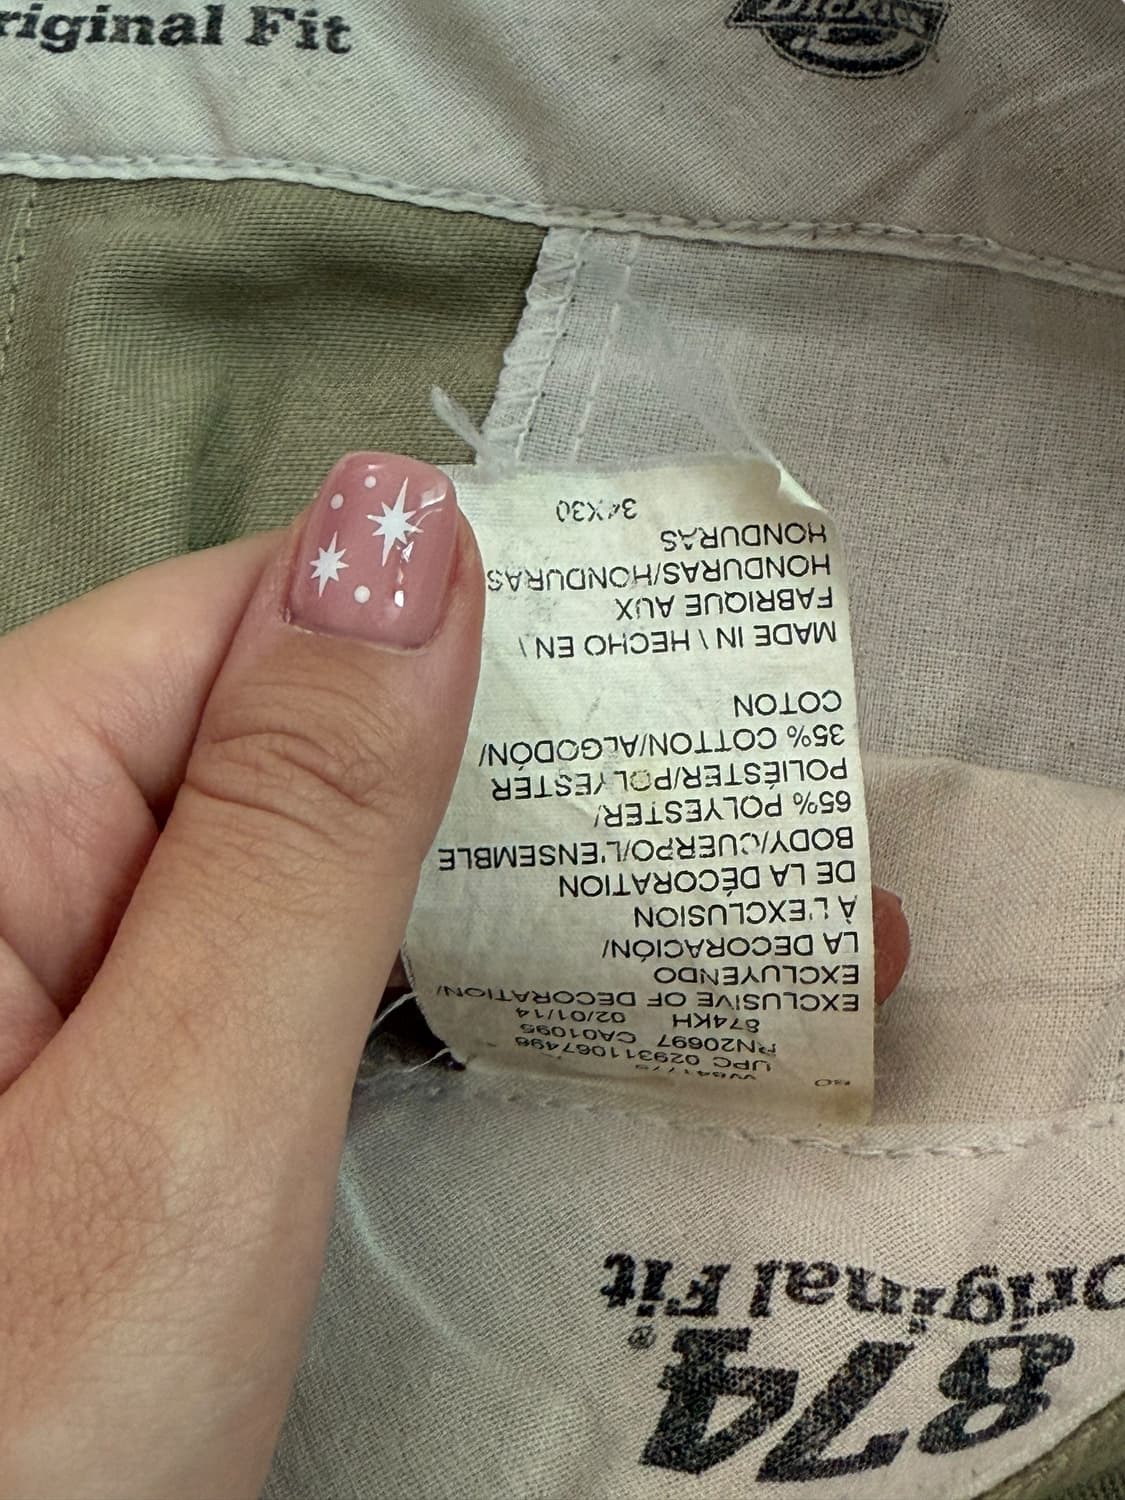 riginal Fit
Dickies
874®
Original Fit
UPC 029311067496
RN20697 CA01095
874KH 02/01/14
EXCLUSIVE OF DECORATION/
EXCLUYENDO
LA DECORACIÓN/
À L'EXCLUSION
DE LA DÉCORATION
BODY/CUERPO/L'ENSEMBLE
65% POLYESTER/
POLIÉSTER/POLYESTER
35% COTTON/ALGODÓN/
COTON
MADE IN \ HECHO EN \
FABRIQUE AUX
HONDURAS/HONDURAS
HONDURAS
34X30